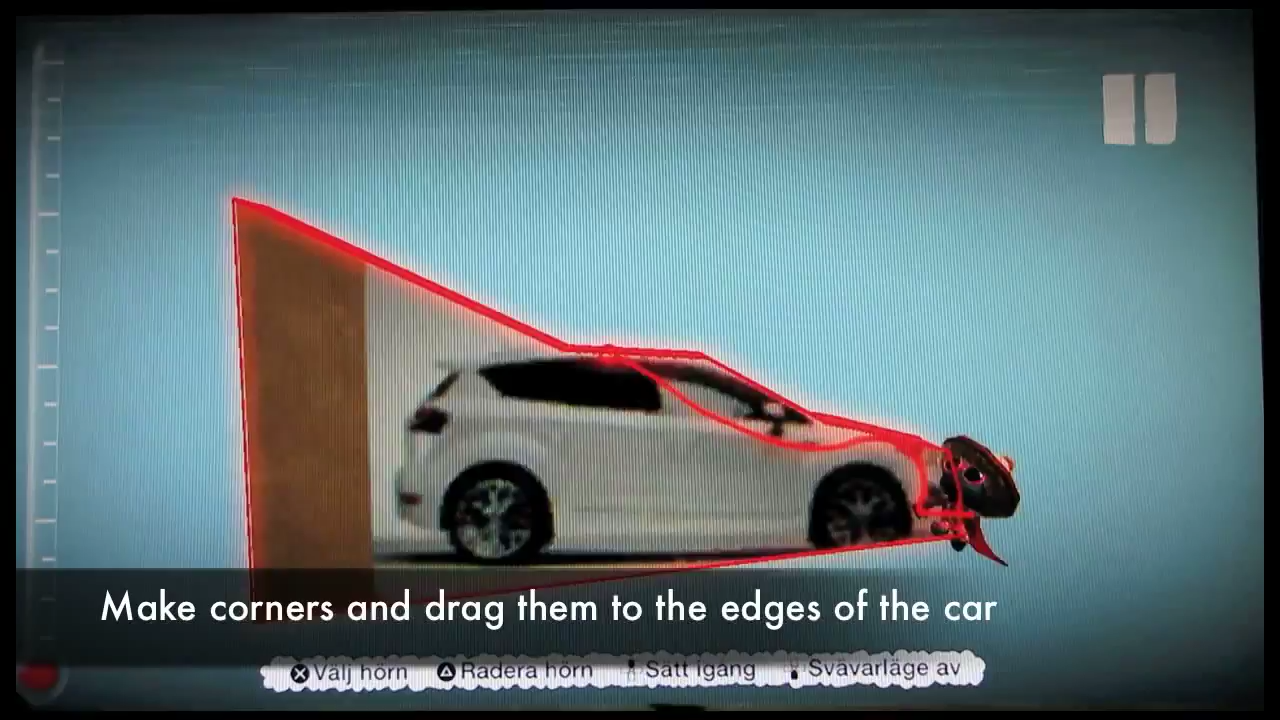 Make corners and drag them to the edges of the car
Välj hörn Radera hörn Sätt igång Svävarläge av